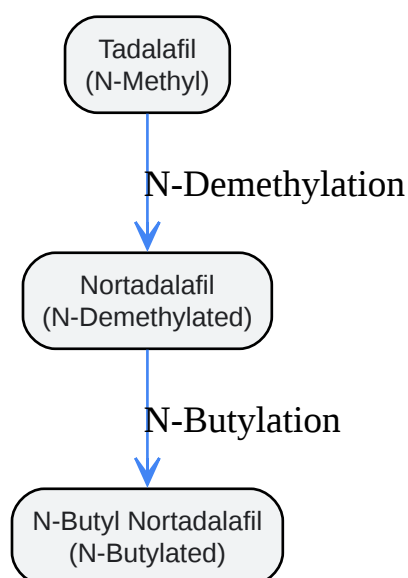 Tadalafil
(N-Methyl)
N-Demethylation
Nortadalafil
(N-Demethylated)
N-Butylation
N-Butyl Nortadalafil
(N-Butylated)